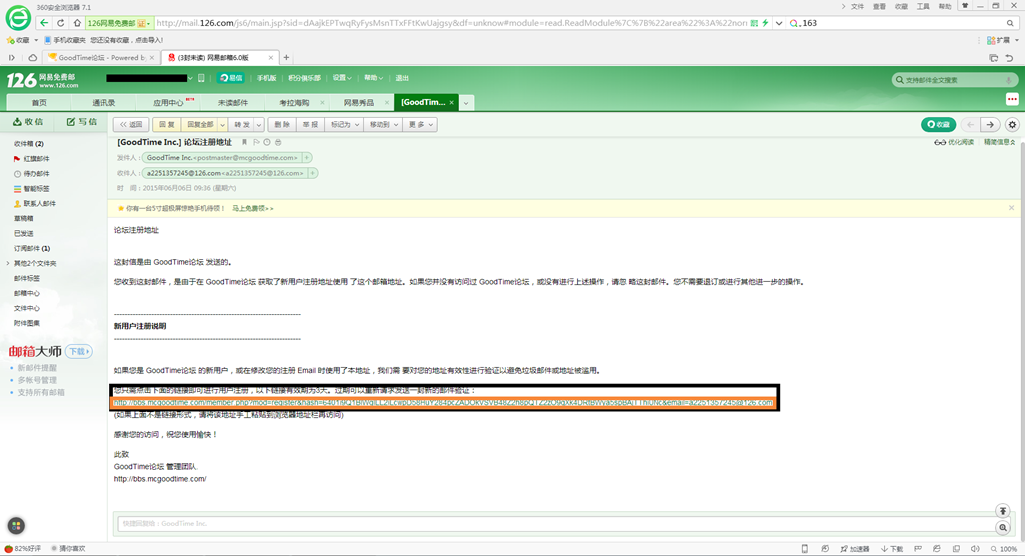 360安全浏览器 7.1
文件 查看 收藏 工具 帮助
126网易免费邮 证
http://mail.126.com/js6/main.jsp?sid=dAajkEPTwqRyFysMsnTTxFFtKwUajgsy&df=unknow#module=read.ReadModule%7C%7B%22area%22%3A%22nor
163
收藏 手机收藏夹 您还没有收藏，点击导入!
扩展
GoodTime论坛 - Powered b.
(3封未读) 网易邮箱6.0版
126 网易免费邮
www.126.com
易信 手机版 积分俱乐部 设置 帮助 退出
支持邮件全文搜索
首页 通讯录 应用中心 未读邮件 考拉海购 网易秀品 [GoodTim...
收 信 写 信
<< 返回 回 复 回复全部 转 发 删 除 举 报 标记为 移动到 更 多
收藏
收件箱 (2)
红旗邮件
待办邮件
智能标签
联系人邮件
草稿箱
已发送
订阅邮件 (1)
其他2个文件夹
邮件标签
邮箱中心
文件中心
附件图集
邮箱大师 下载
新邮件提醒
多帐号管理
支持所有邮箱
[GoodTime Inc.] 论坛注册地址
优化阅读 精简信息
发件人： GoodTime Inc.<postmaster@mcgoodtime.com>
收件人： a2251357245@126.com<a2251357245@126.com>
时 间：2015年06月06日 09:36 (星期六)
你有一台5寸超极屏惊艳手机待领！ 马上免费领>>
论坛注册地址
这封信是由 GoodTime论坛 发送的。
您收到这封邮件，是由于在 GoodTime论坛 获取了新用户注册地址使用 了这个邮箱地址。如果您并没有访问过 GoodTime论坛，或没有进行上述操作，请忽 略这封邮件。您不需要退订或进行其他进一步的操作。
----------------------------------------------------------------------
新用户注册说明
----------------------------------------------------------------------
如果您是 GoodTime论坛 的新用户，或在修改您的注册 Email 时使用了本地址，我们需 要对您的地址有效性进行验证以避免垃圾邮件或地址被滥用。
您只需点击下面的链接即可进行用户注册，以下链接有效期为3天。过期可以重新请求发送一封新的邮件验证：
(如果上面不是链接形式，请将该地址手工粘贴到浏览器地址栏再访问)
感谢您的访问，祝您使用愉快！
此致
GoodTime论坛 管理团队.
http://bbs.mcgoodtime.com/
快捷回复给：GoodTime Inc.
82%好评 猜你喜欢
加速器 下载 100%